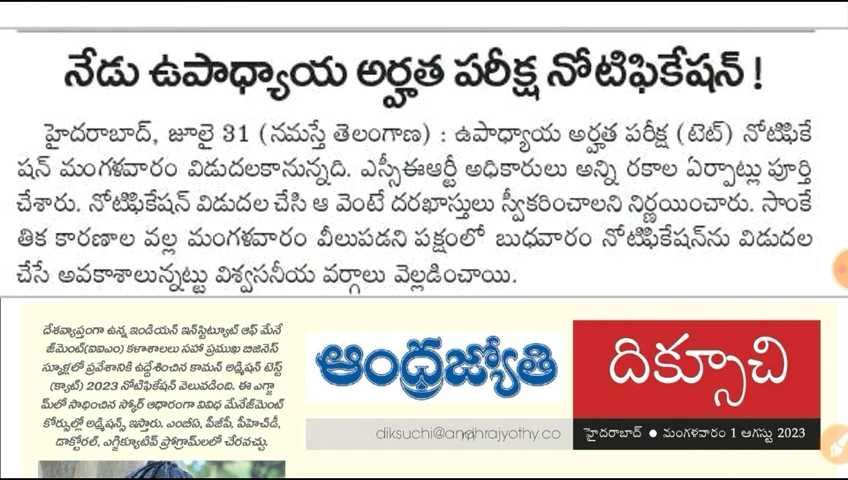 నేడు ఉపాధ్యాయ అర్హత పరీక్ష నోటిఫికేషన్ !
హైదరాబాద్, జూలై 31 (నమస్తే తెలంగాణ) : ఉపాధ్యాయ అర్హత పరీక్ష (టెట్) నోటిఫికే
షన్ మంగళవారం విడుదలకానున్నది. ఎస్సీఈఆర్టీ అధికారులు అన్ని రకాల ఏర్పాట్లు పూర్తి
చేశారు. నోటిఫికేషన్ విడుదల చేసి ఆ వెంటే దరఖాస్తులు స్వీకరించాలని నిర్ణయించారు. సాంకే
తిక కారణాల వల్ల మంగళవారం వీలుపడని పక్షంలో బుధవారం నోటిఫికేషన్‌ను విడుదల
చేసే అవకాశాలున్నట్టు విశ్వసనీయ వర్గాలు వెల్లడించాయి.
దేశవ్యాప్తంగా ఉన్న ఇండియన్ ఇన్‌స్టిట్యూట్ ఆఫ్ మేనే
జ్‌మెంట్(ఐఐఎం) కళాశాలలు సహా ప్రముఖ బిజినెస్
స్కూళ్లలో ప్రవేశానికి ఉద్దేశించిన కామన్ అడ్మిషన్ టెస్ట్
(క్యాట్) 2023 నోటిఫికేషన్ వెలువడింది. ఈ ఎగ్జా
మ్‌లో సాధించిన స్కోర్ ఆధారంగా వివిధ మేనేజ్‌మెంట్
కోర్సుల్లో అడ్మిషన్స్ ఇస్తారు. ఎంబీఏ, పీజీపీ, పీహెచ్‌డీ,
డాక్టోరల్, ఎగ్జిక్యూటివ్ ప్రోగ్రామ్‌లలో చేరవచ్చు.
ఆంధ్రజ్యోతి
దిక్సూచి
diksuchi@andhrajyothy.co
m
హైదరాబాద్ ● మంగళవారం 1 ఆగస్టు 2023